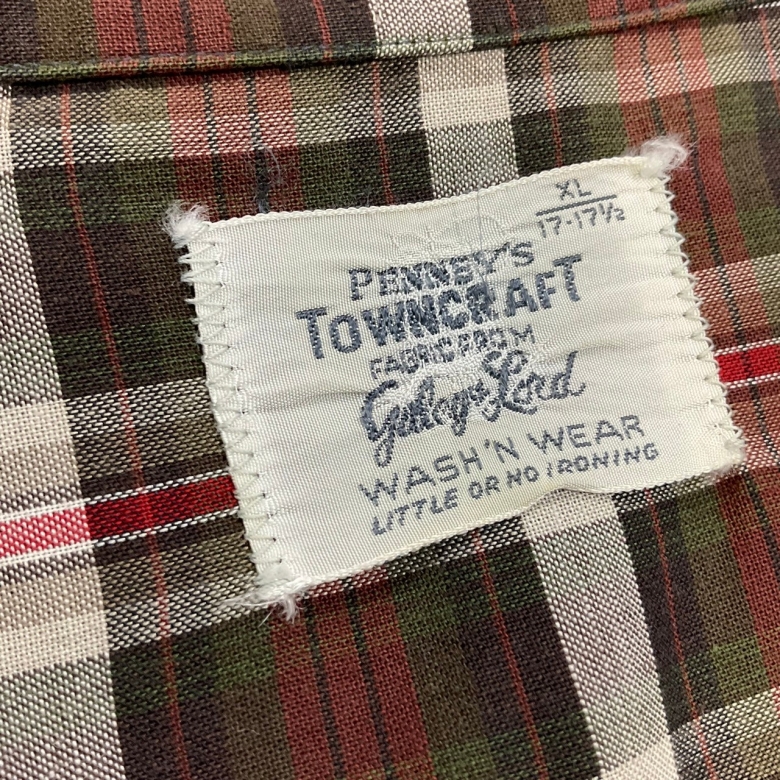 XL
17-17½
PENNEY'S
TOWNCRAFT
FABRIC FROM
Galey & Lord
WASH'N WEAR
LITTLE OR NO IRONING